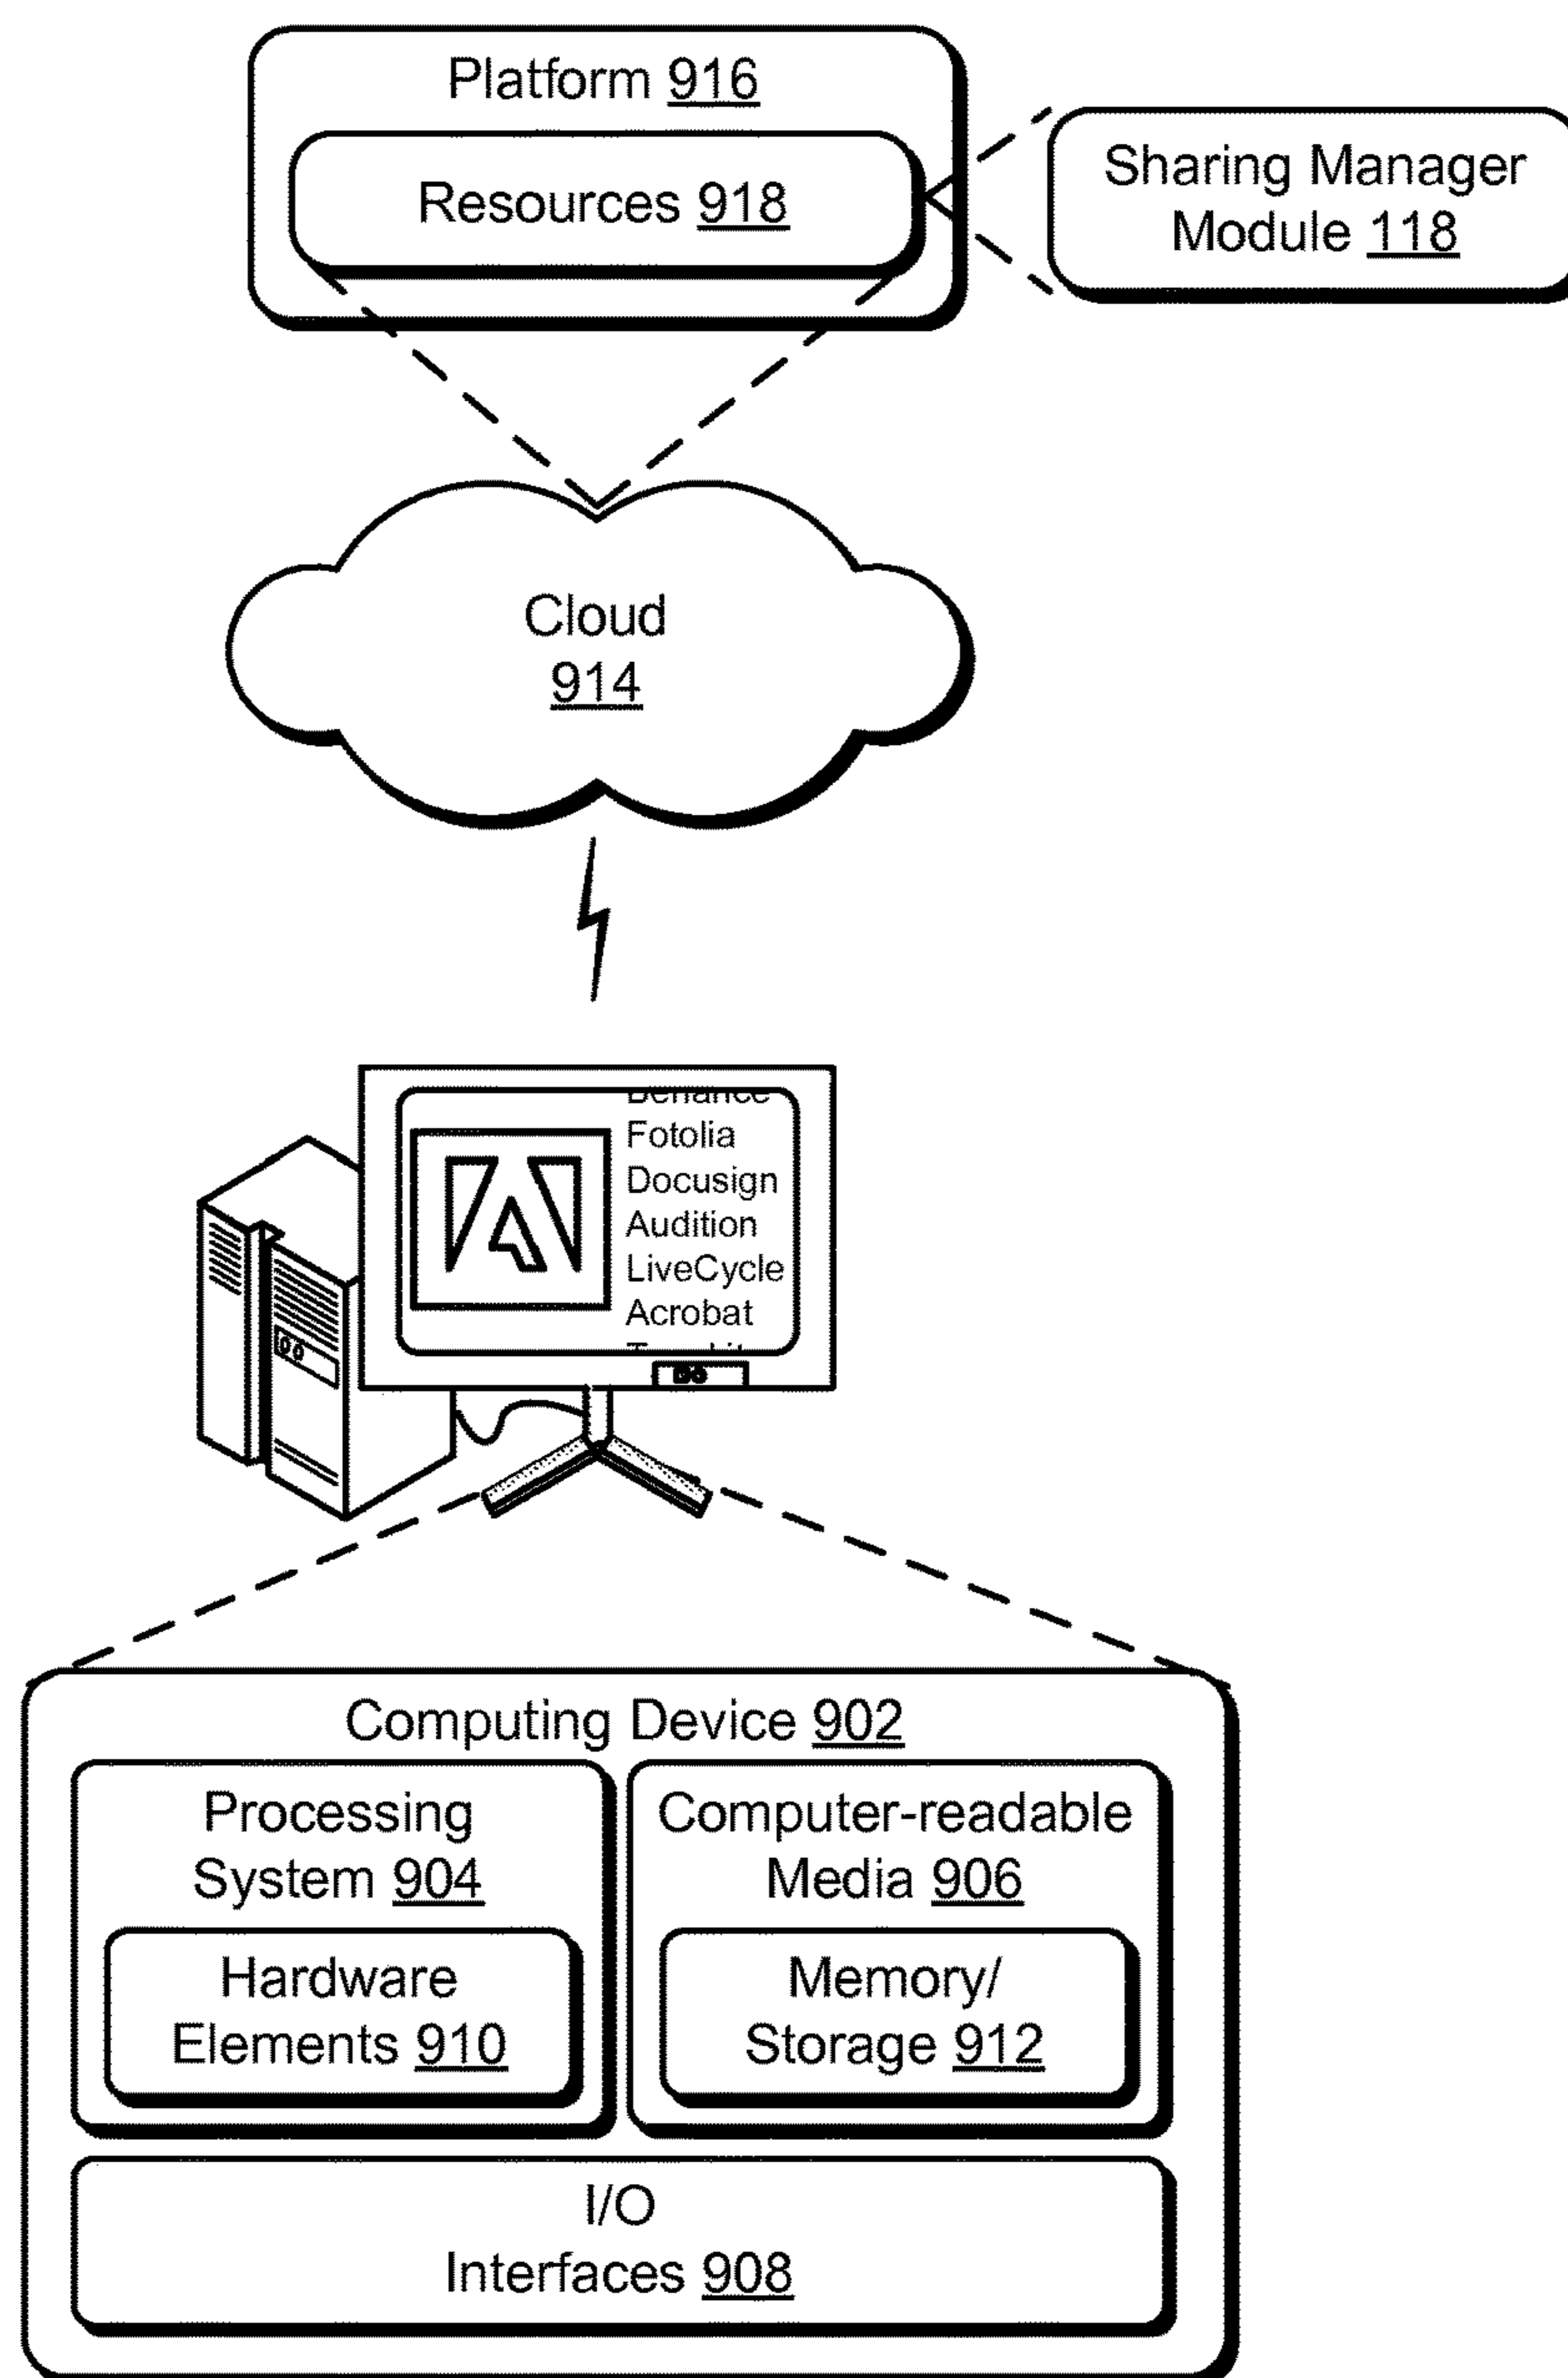 Platform 916
Resources 918
Sharing Manager
Module 118
Cloud
914
Fotolia
Docusign
Audition
LiveCycle
Acrobat
Computing Device 902
Processing
System 904
Hardware
Elements 910
Computer-readable
Media 906
Memory/
Storage 912
I/O
Interfaces 908